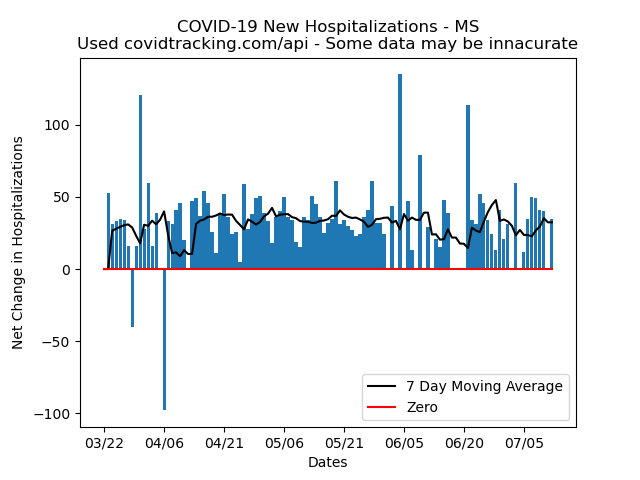 COVID-19 New Hospitalizations - MS
Used covidtracking.com/api - Some data may be innacurate
Net Change in Hospitalizations
100
50
0
−50
−100
7 Day Moving Average
Zero
03/22 04/06 04/21 05/06 05/21 06/05 06/20 07/05
Dates